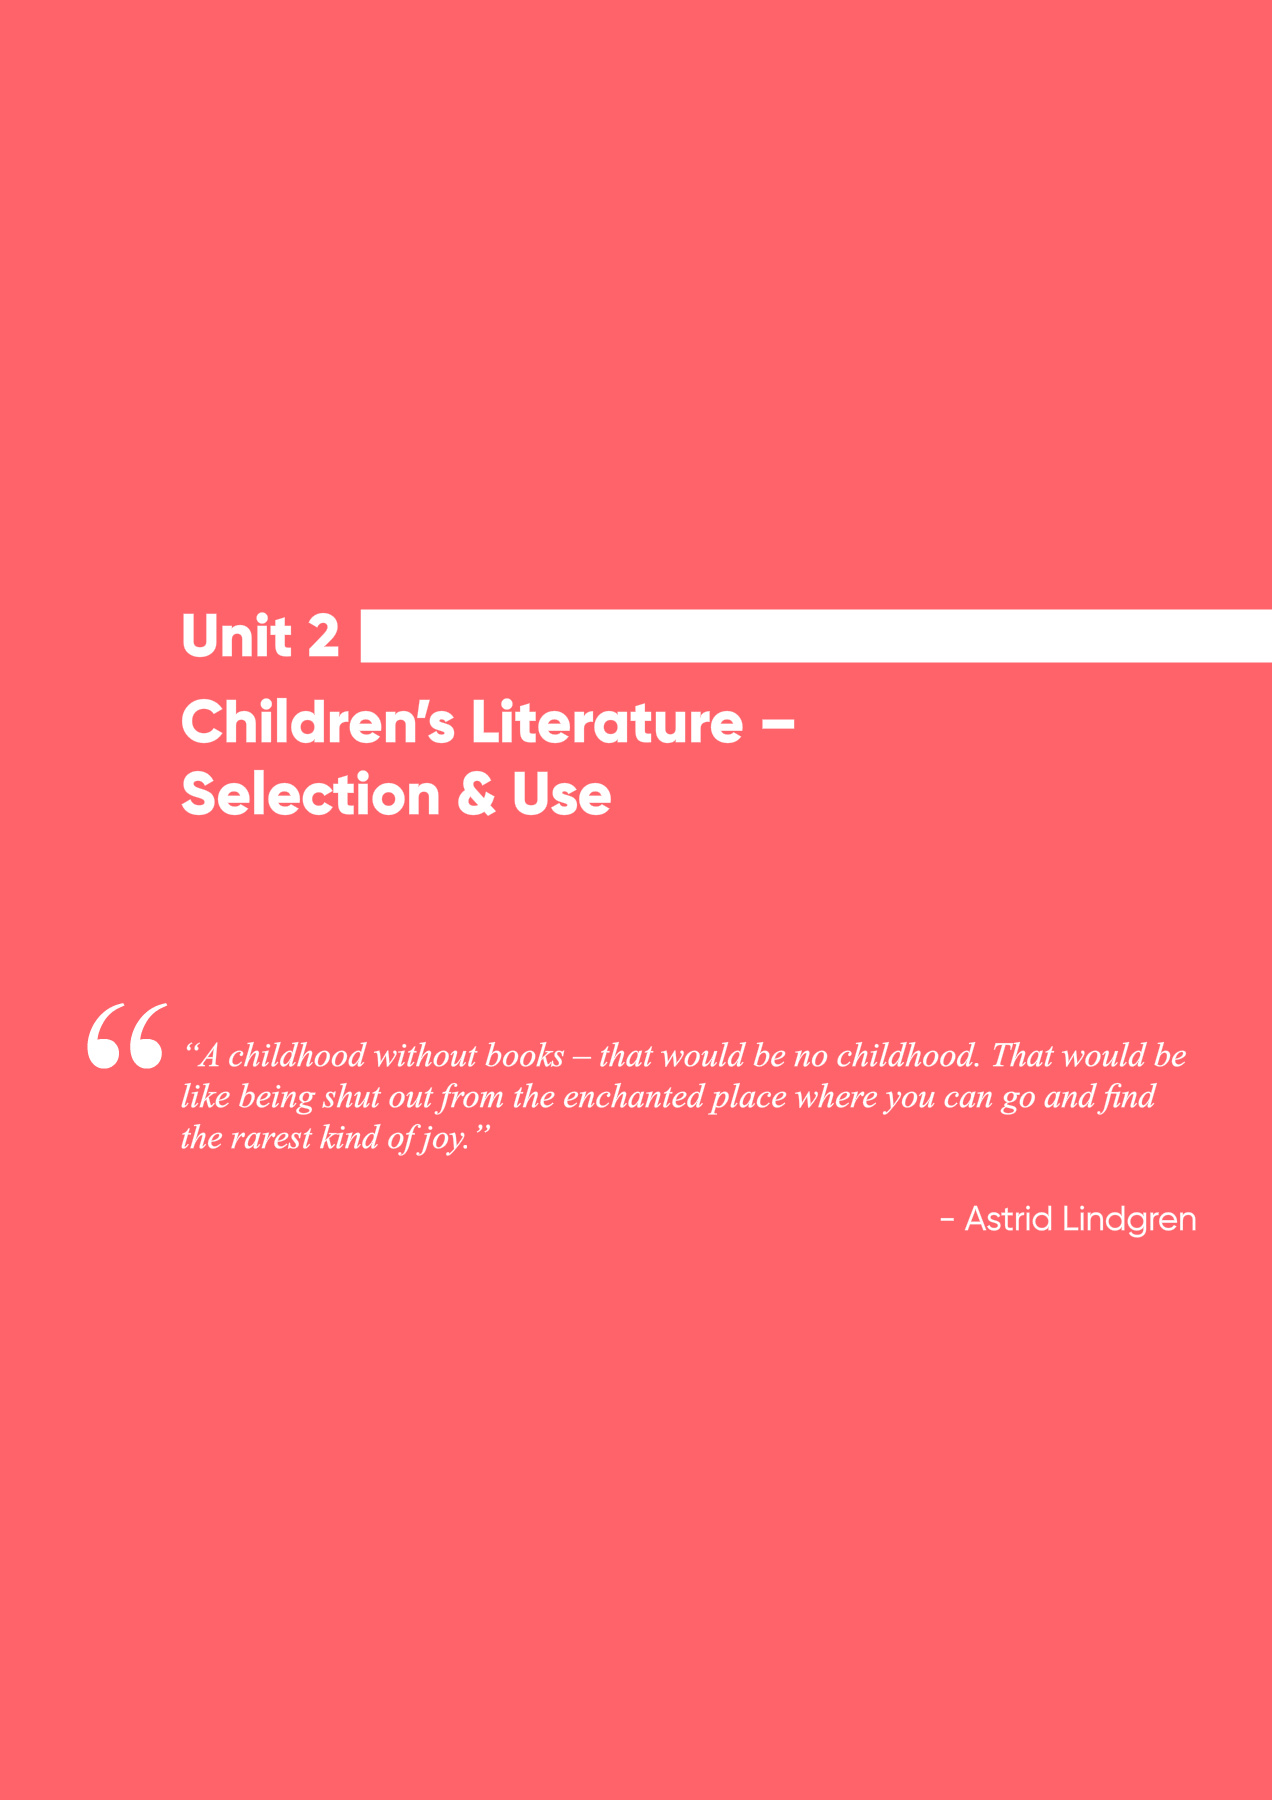 Unit 2
Children’s Literature –
Selection & Use
“A childhood without books – that would be no childhood. That would be
like being shut out from the enchanted place where you can go and find
the rarest kind of joy.”
- Astrid Lindgren